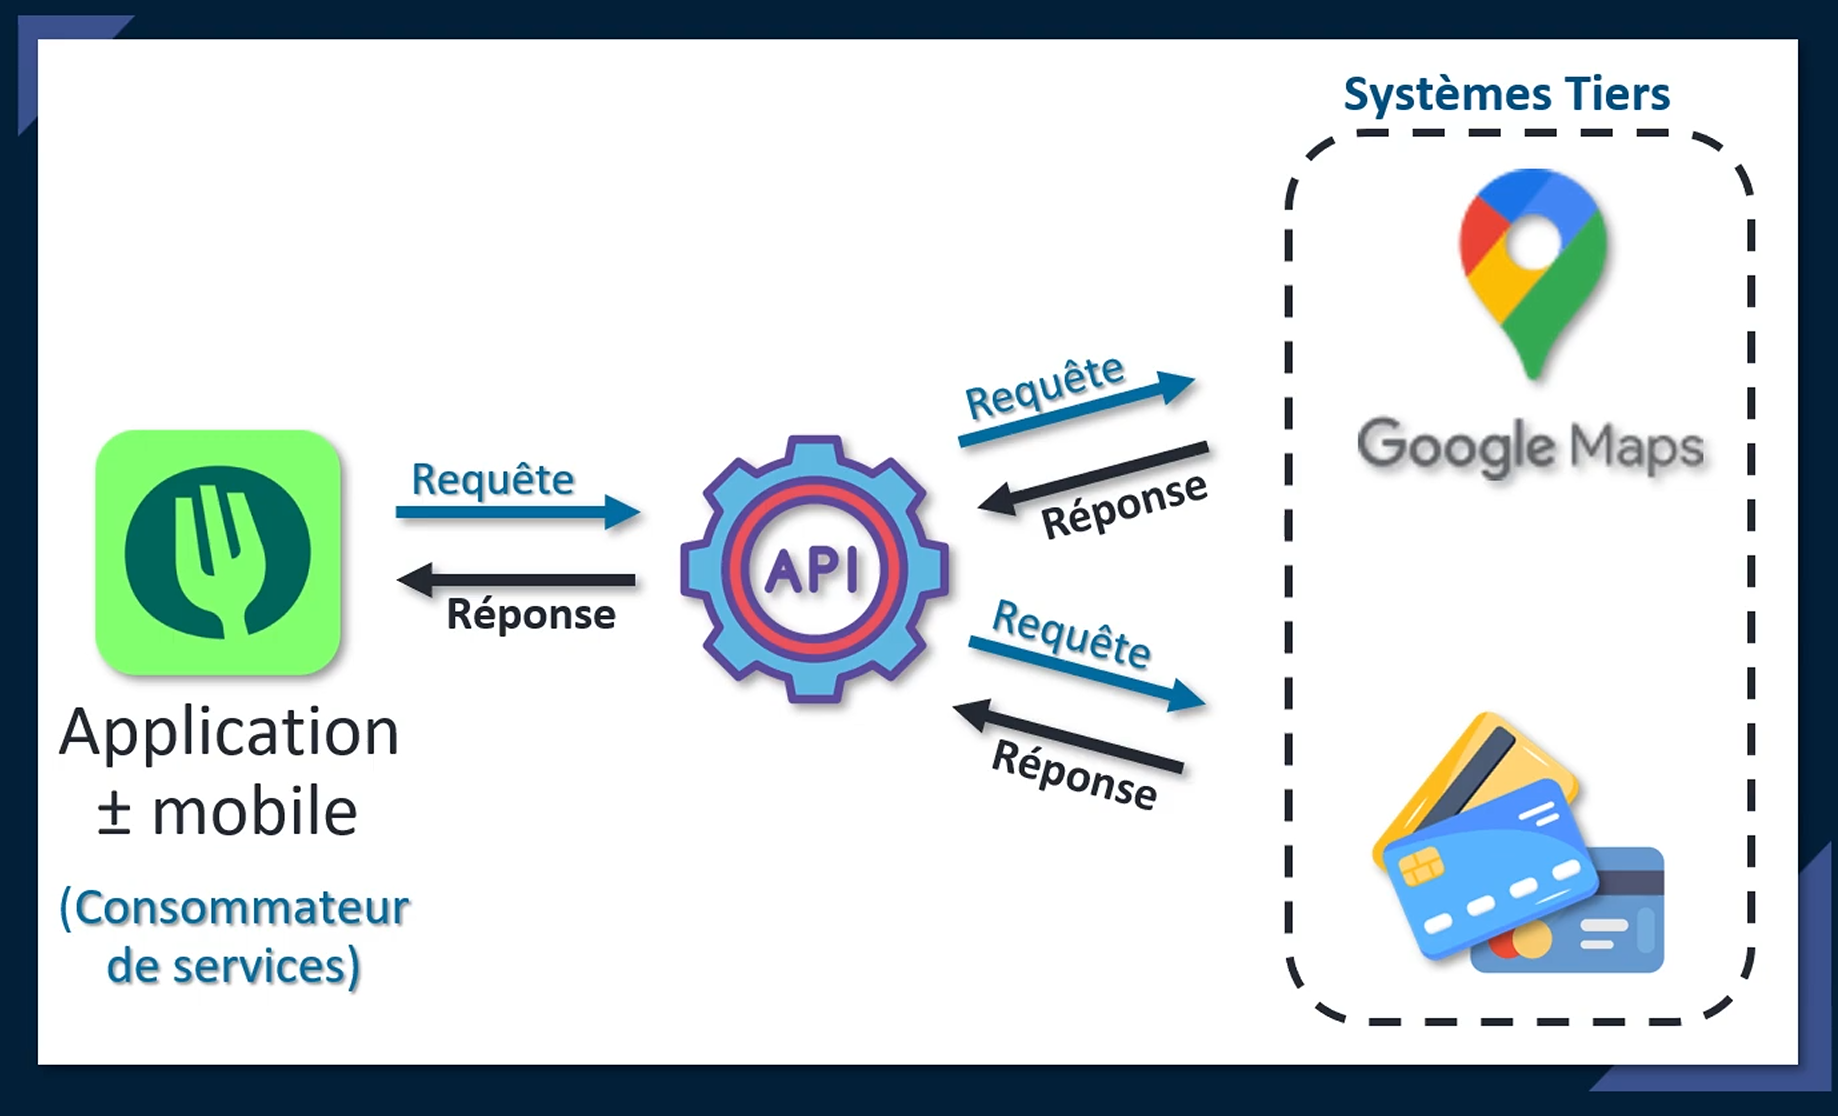 Systèmes Tiers
Google Maps
Requête
Réponse
Requête
Réponse
API
Requête
Réponse
Application
± mobile
(Consommateur
de services)